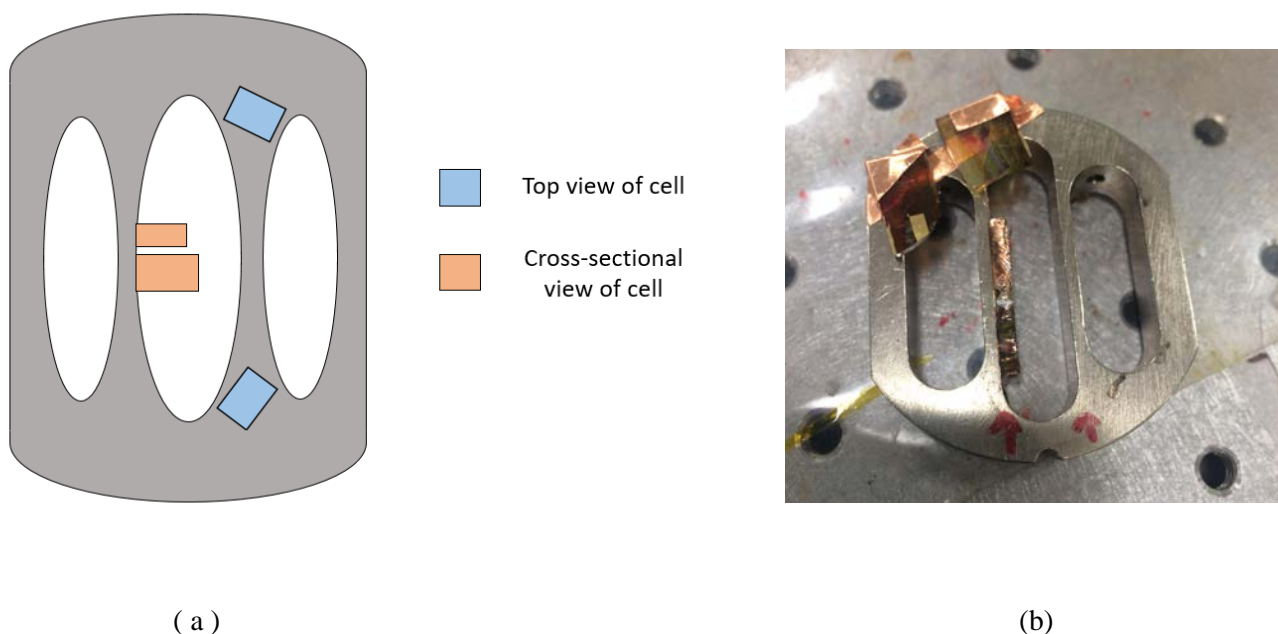 Top view of cell
Cross-sectional
view of cell
( a )
(b)